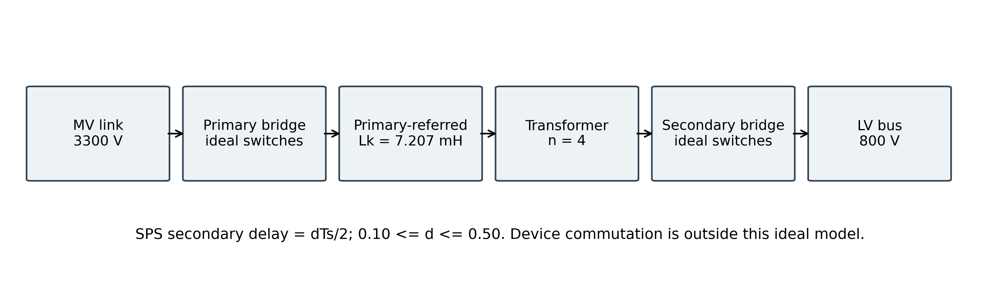 MV link
3300 V
Primary bridge
ideal switches
Primary-referred
Lk = 7.207 mH
Transformer
n = 4
Secondary bridge
ideal switches
LV bus
800 V
SPS secondary delay = dTs/2; 0.10 <= d <= 0.50. Device commutation is outside this ideal model.